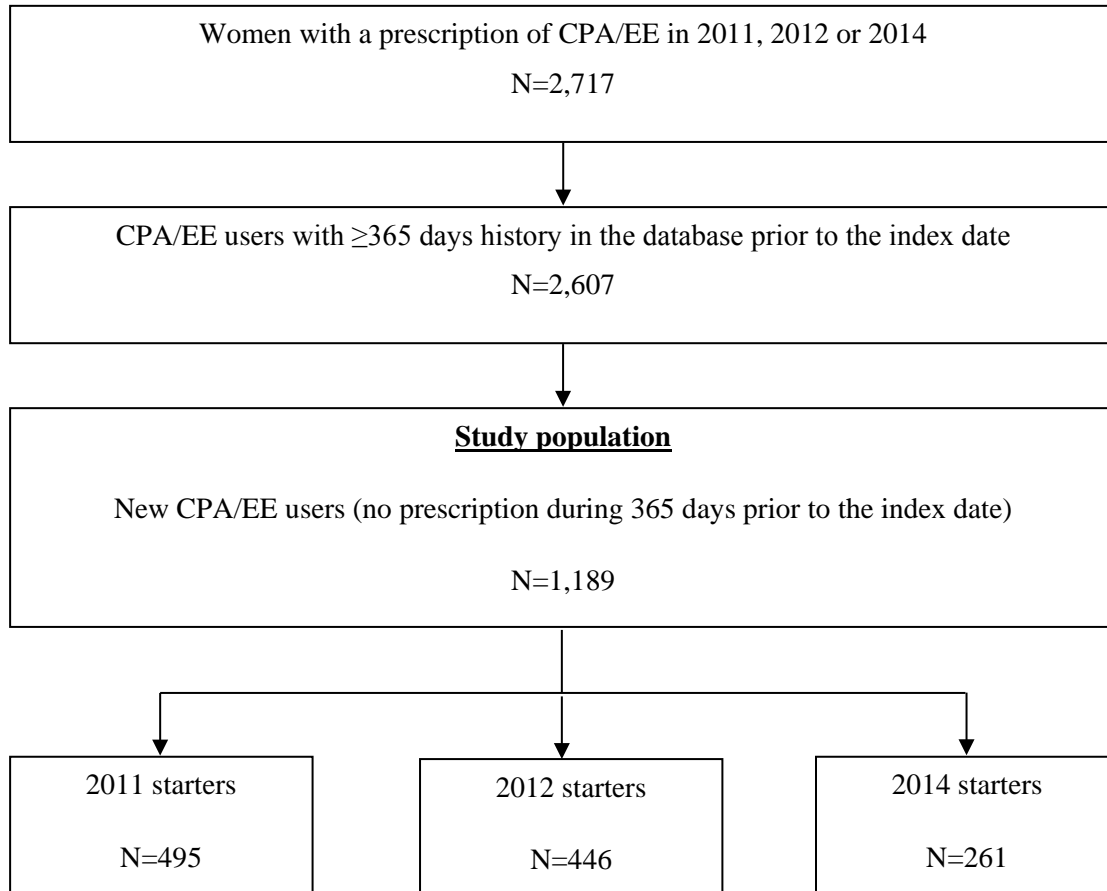 Women with a prescription of CPA/EE in 2011, 2012 or 2014
N=2,717
CPA/EE users with ≥365 days history in the database prior to the index date
N=2,607
Study population
New CPA/EE users (no prescription during 365 days prior to the index date)
N=1,189
2011 starters
N=495
2012 starters
N=446
2014 starters
N=261